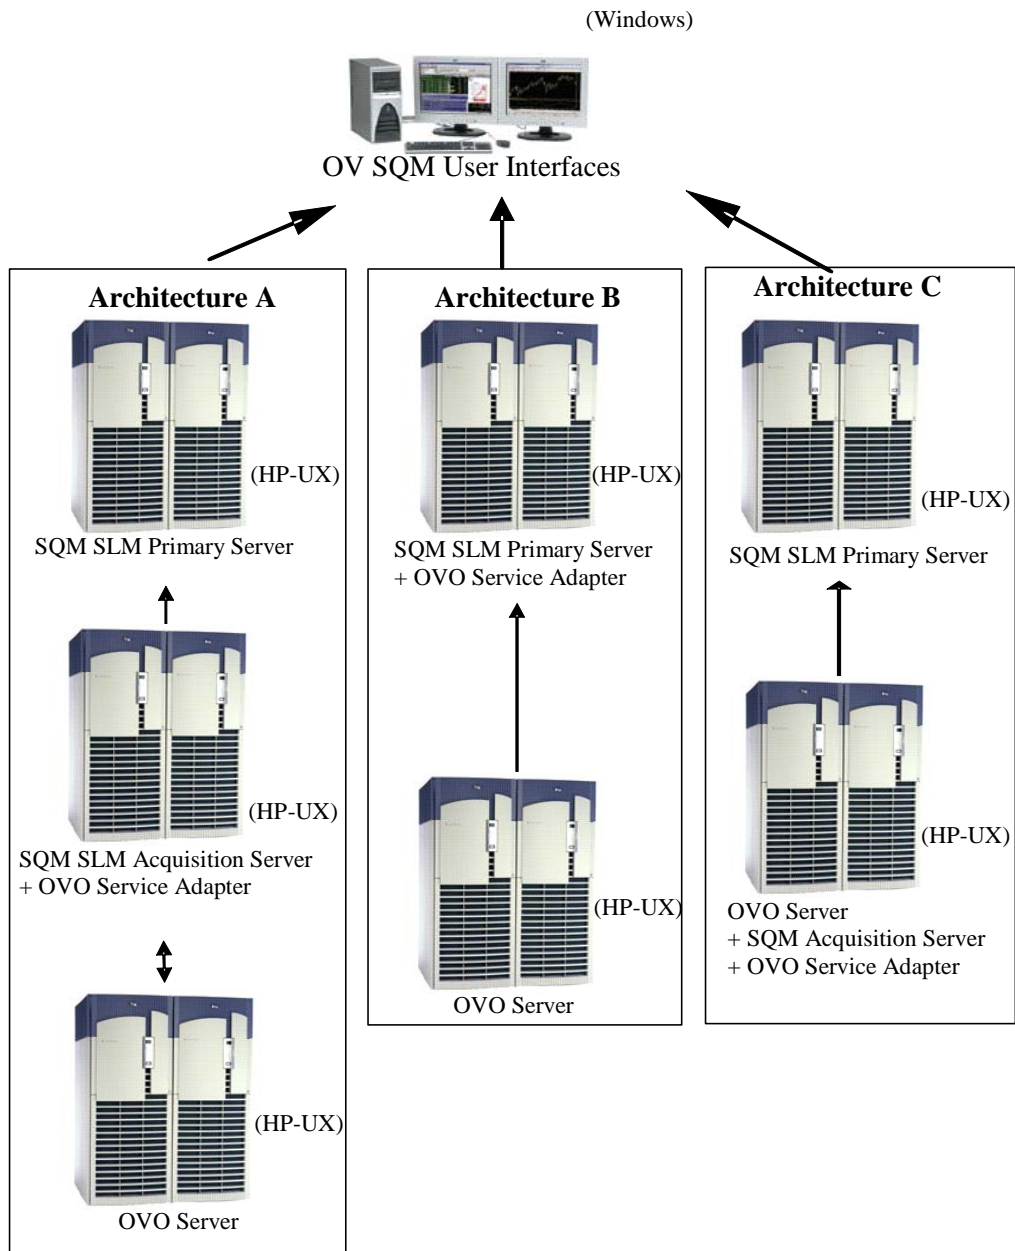 (Windows)
OV SQM User Interfaces
Architecture A
(HP-UX)
SQM SLM Primary Server
(HP-UX)
SQM SLM Acquisition Server
+ OVO Service Adapter
(HP-UX)
OVO Server
Architecture B
(HP-UX)
SQM SLM Primary Server
+ OVO Service Adapter
(HP-UX)
OVO Server
Architecture C
(HP-UX)
SQM SLM Primary Server
(HP-UX)
OVO Server
+ SQM Acquisition Server
+ OVO Service Adapter